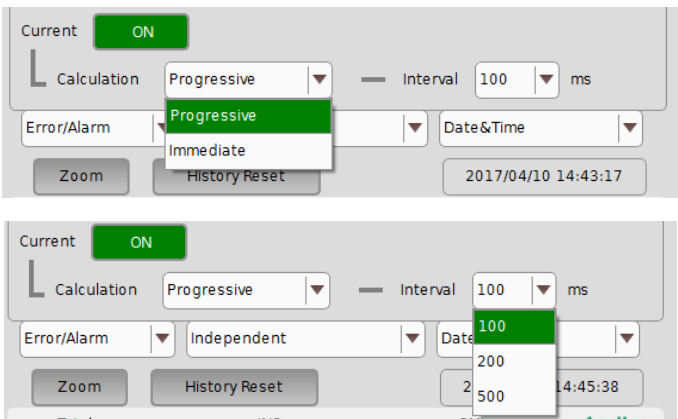 Current ON
Calculation Progressive Interval 100 ms
Progressive
Error/Alarm Date&Time
Immediate
Zoom History Reset 2017/04/10 14:43:17
Current ON
Calculation Progressive Interval 100 ms
100
Error/Alarm Independent Date
200
Zoom History Reset 2 14:45:38
500